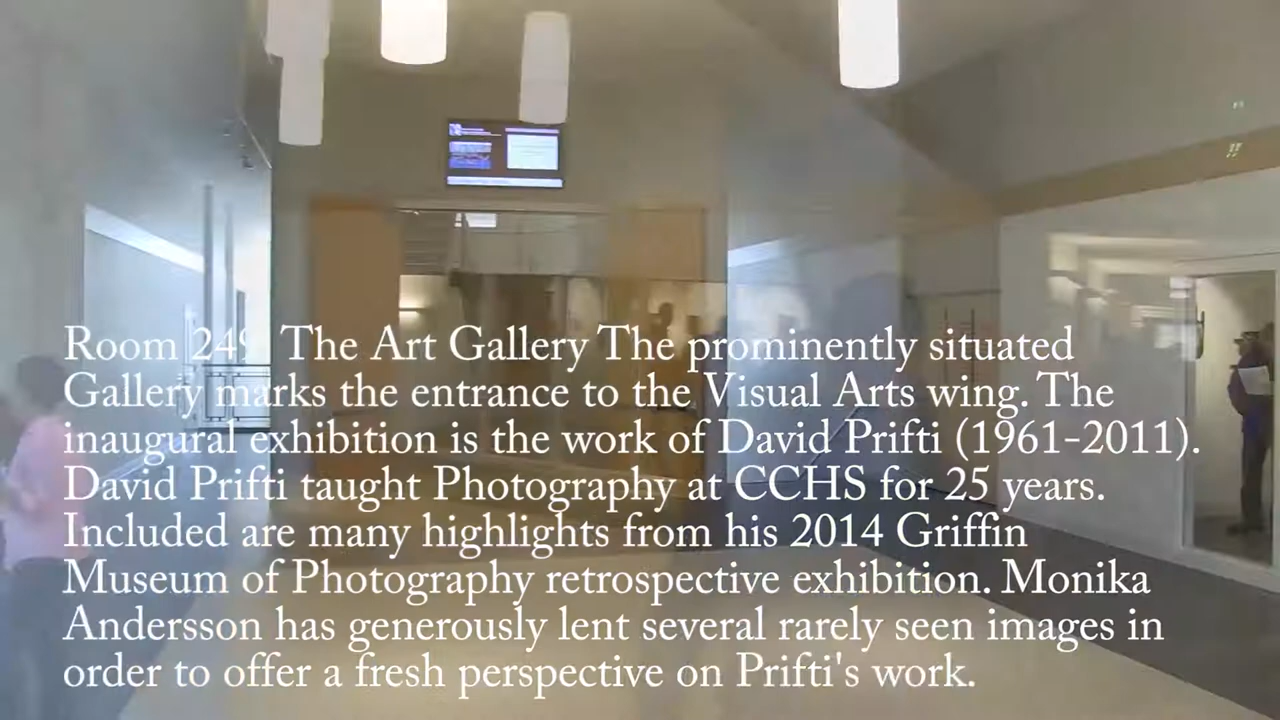 Room 249 The Art Gallery The prominently situated
Gallery marks the entrance to the Visual Arts wing. The
inaugural exhibition is the work of David Prifti (1961-2011).
David Prifti taught Photography at CCHS for 25 years.
Included are many highlights from his 2014 Griffin
Museum of Photography retrospective exhibition. Monika
Andersson has generously lent several rarely seen images in
order to offer a fresh perspective on Prifti's work.